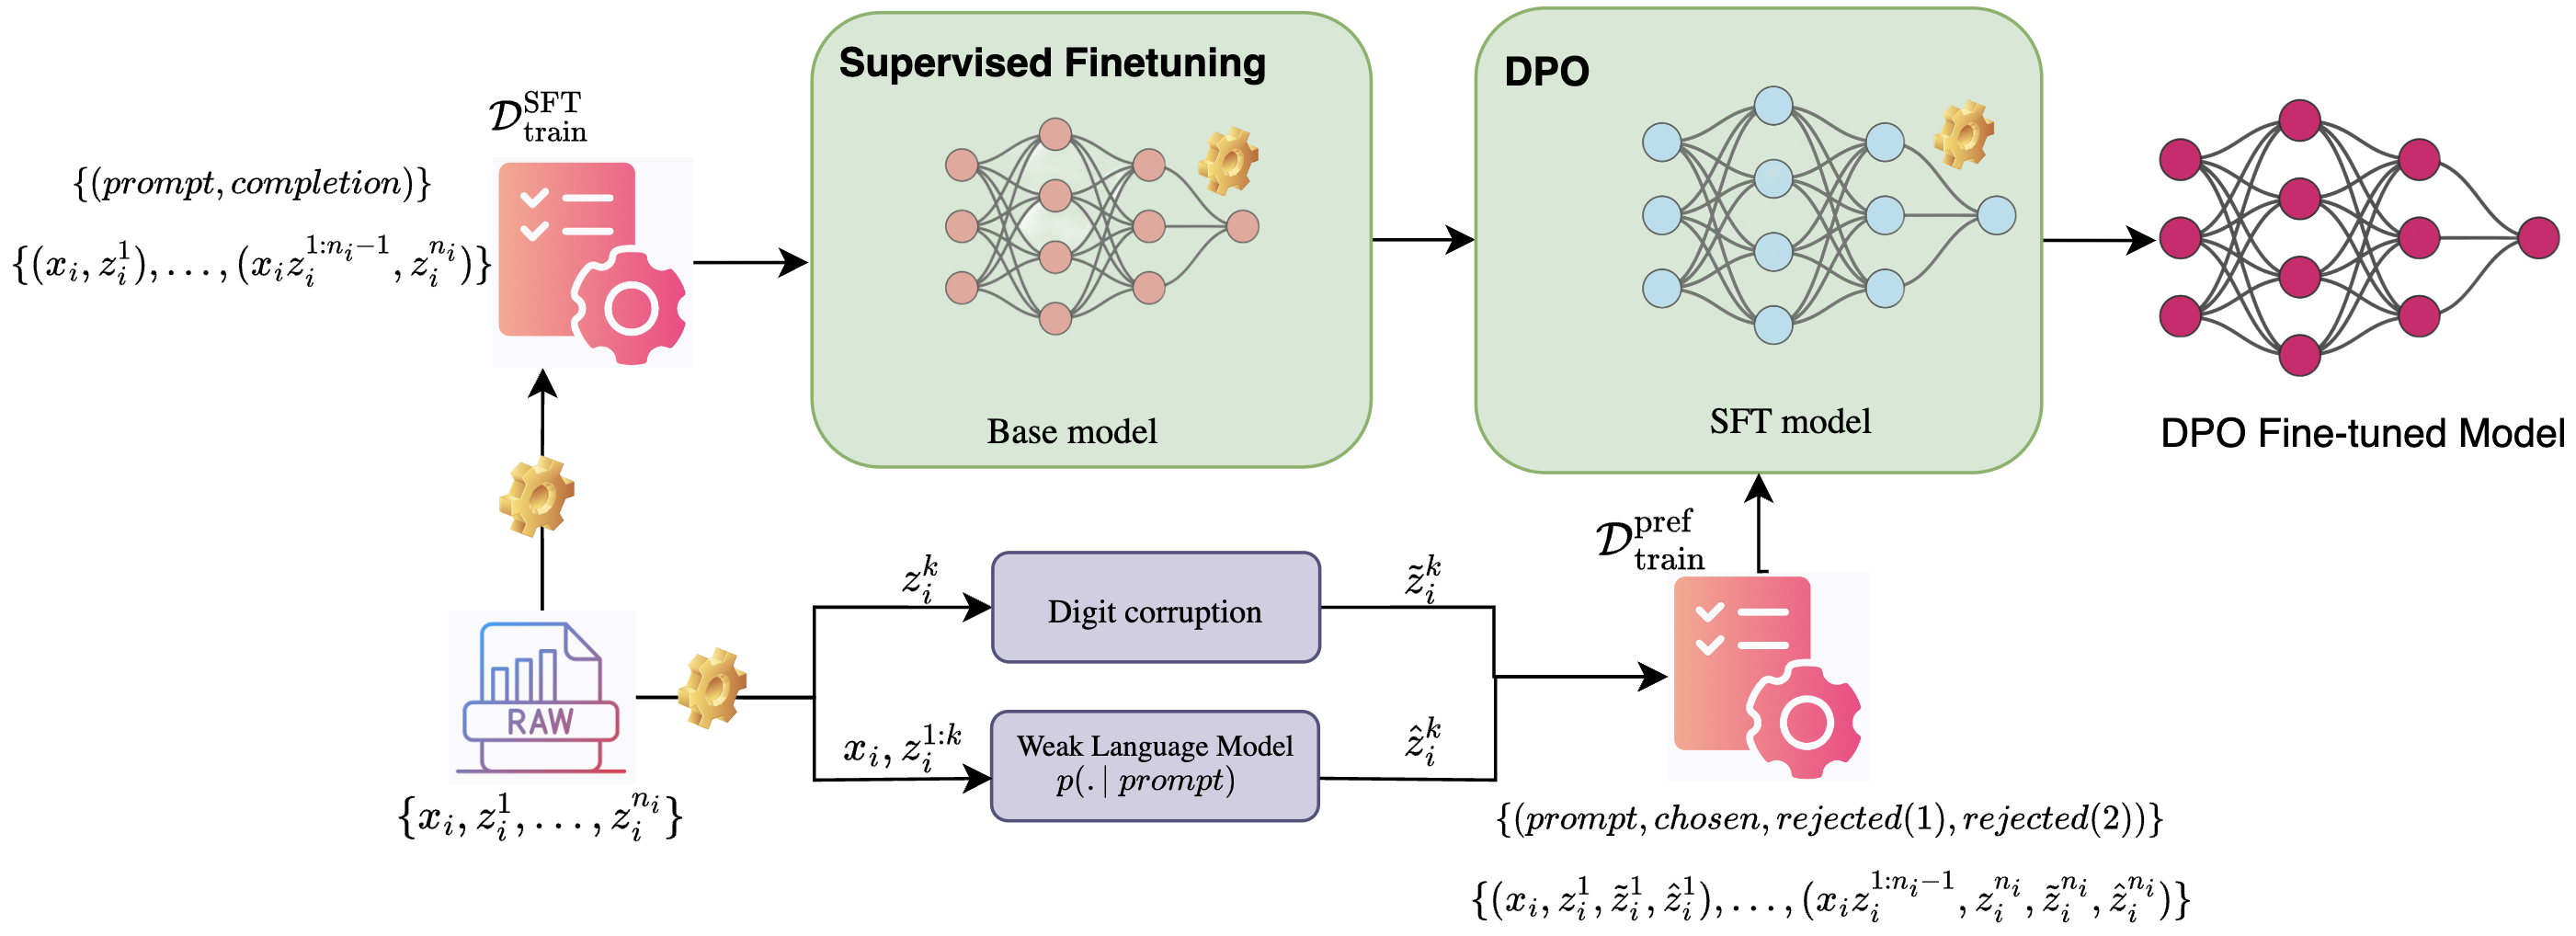 $\mathcal{D}_{\text{train}}^{\text{SFT}}$
$\{(prompt, completion)\}$
$\{(x_i, z_i^1), \ldots, (x_i z_i^{1:n_i-1}, z_i^{n_i})\}$
Supervised Finetuning
Base model
DPO
SFT model
DPO Fine-tuned Model
RAW
$\{x_i, z_i^1, \ldots, z_i^{n_i}\}$
$z_i^k$
Digit corruption
$\tilde{z}_i^k$
$x_i, z_i^{1:k}$
Weak Language Model
$p(. \mid prompt)$
$\hat{z}_i^k$
$\mathcal{D}_{\text{train}}^{\text{pref}}$
$\{(prompt, chosen, rejected(1), rejected(2))\}$
$\{(x_i, z_i^1, \tilde{z}_i^1, \hat{z}_i^1), \ldots, (x_i z_i^{1:n_i-1}, z_i^{n_i}, \tilde{z}_i^{n_i}, \hat{z}_i^{n_i})\}$